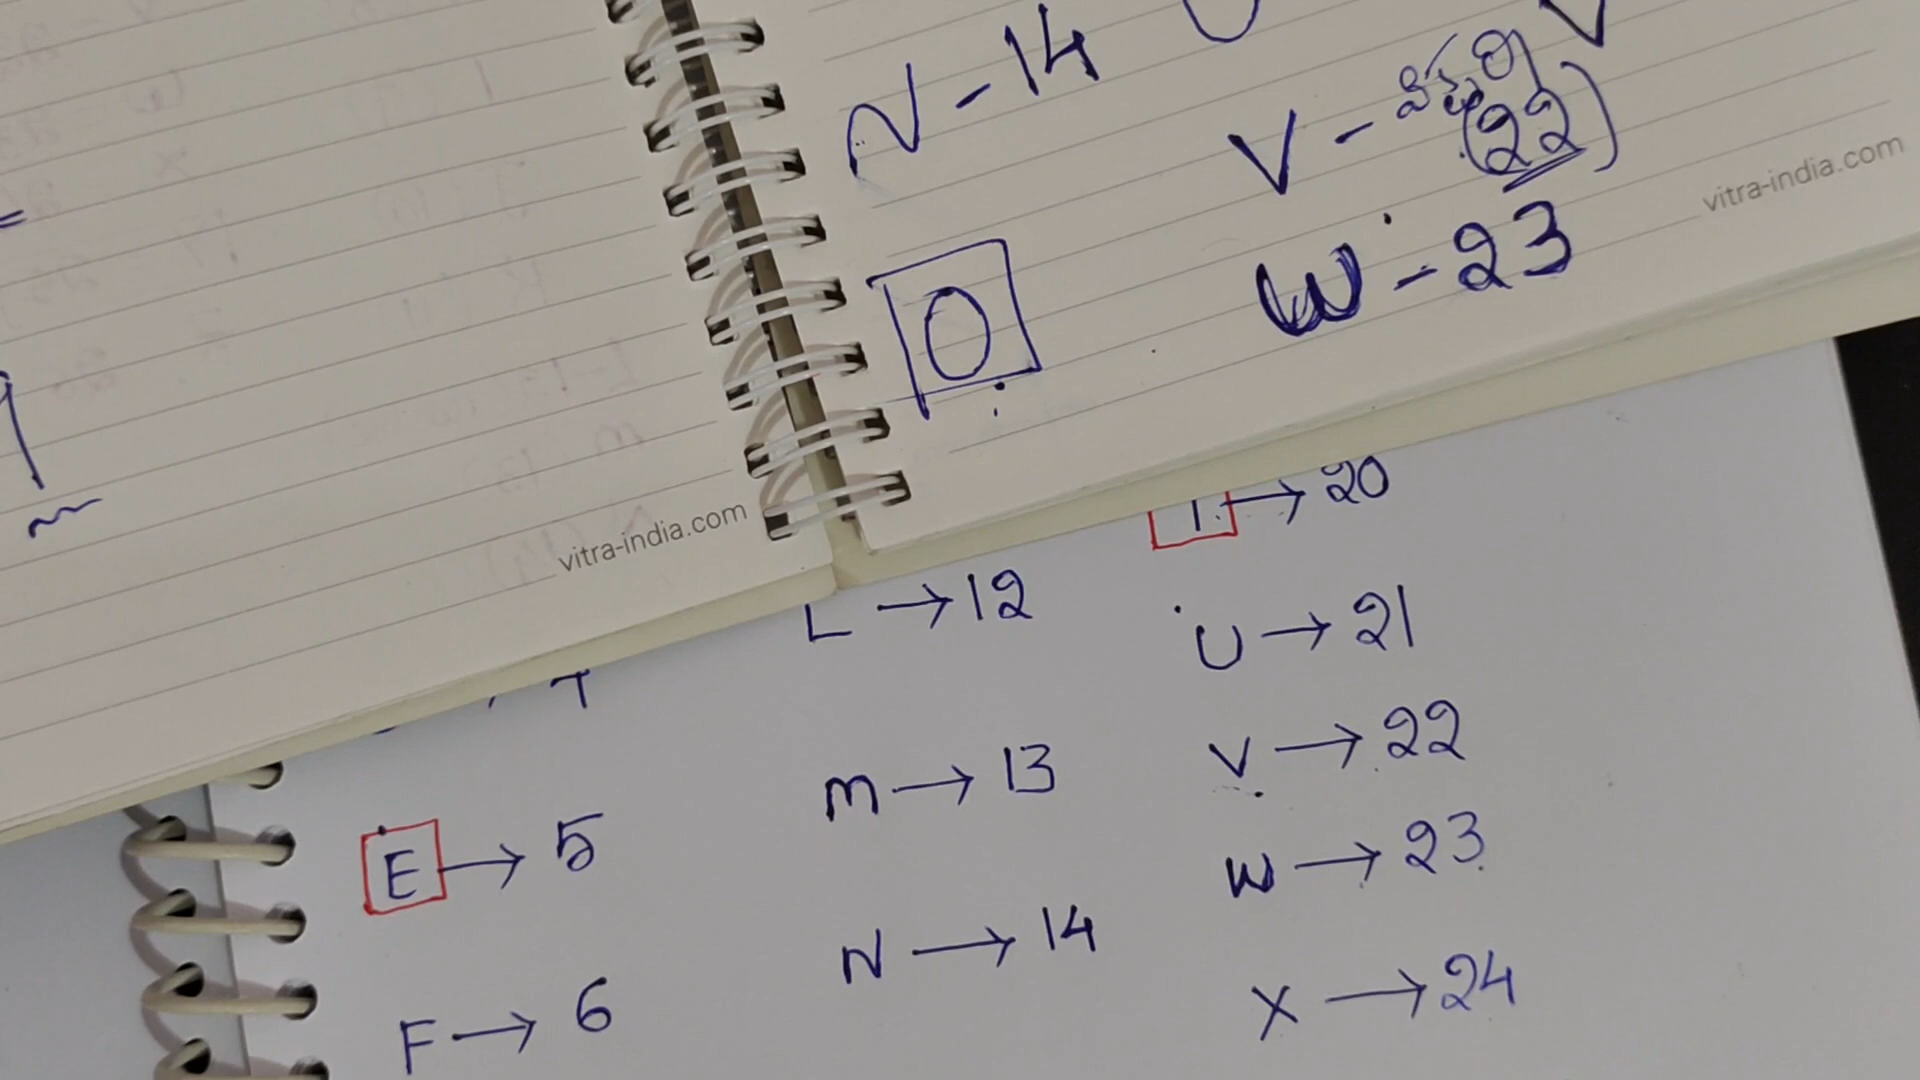 N - 14
V -
(22)
W - 23
O
vitra-india.com
vitra-india.com
T → 20
L → 12
U → 21
m → 13
V → 22
E → 5
W → 23
N → 14
F → 6
X → 24